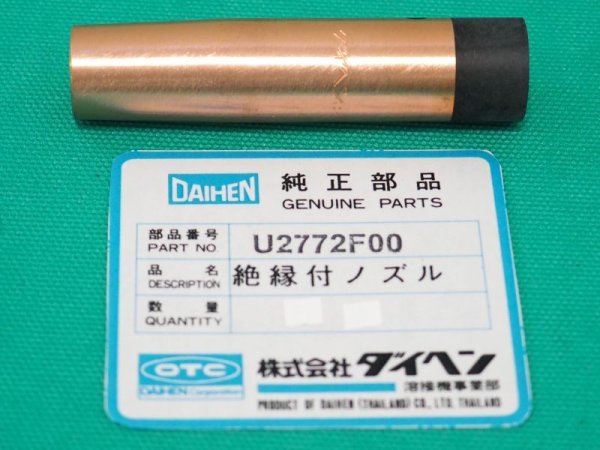 DAIHEN 純正部品
GENUINE PARTS
部品番号
PART NO. U2772F00
品名
DESCRIPTION 絶縁付ノズル
数量
QUANTITY
OTC 株式会社ダイヘン
DAIHEN Corporation 溶接機事業部
PRODUCT OF DAIHEN (THAILAND) CO., LTD. THAILAND